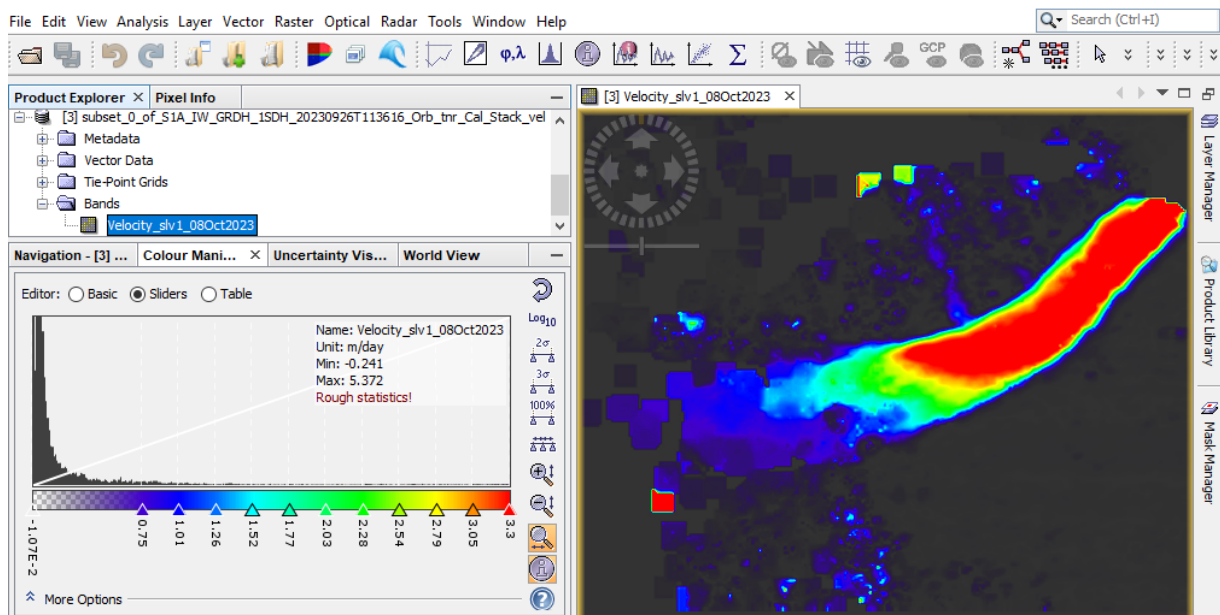 File Edit View Analysis Layer Vector Raster Optical Radar Tools Window Help
Search (Ctrl+I)
φ,λ
Σ
GCP
Product Explorer × Pixel Info
[3] subset_0_of_S1A_IW_GRDH_1SDH_20230926T113616_Orb_tnr_Cal_Stack_vel
Metadata
Vector Data
Tie-Point Grids
Bands
Velocity_slv1_08Oct2023
Navigation - [3] ... Colour Mani... × Uncertainty Vis... World View
Editor: Basic Sliders Table
Name: Velocity_slv1_08Oct2023
Unit: m/day
Min: -0.241
Max: 5.372
Rough statistics!
Log10
2σ
3σ
100%
-1.07E-2
0.75
1.01
1.26
1.52
1.77
2.03
2.28
2.54
2.79
3.05
3.3
More Options
[3] Velocity_slv1_08Oct2023 ×
Layer Manager
Product Library
Mask Manager